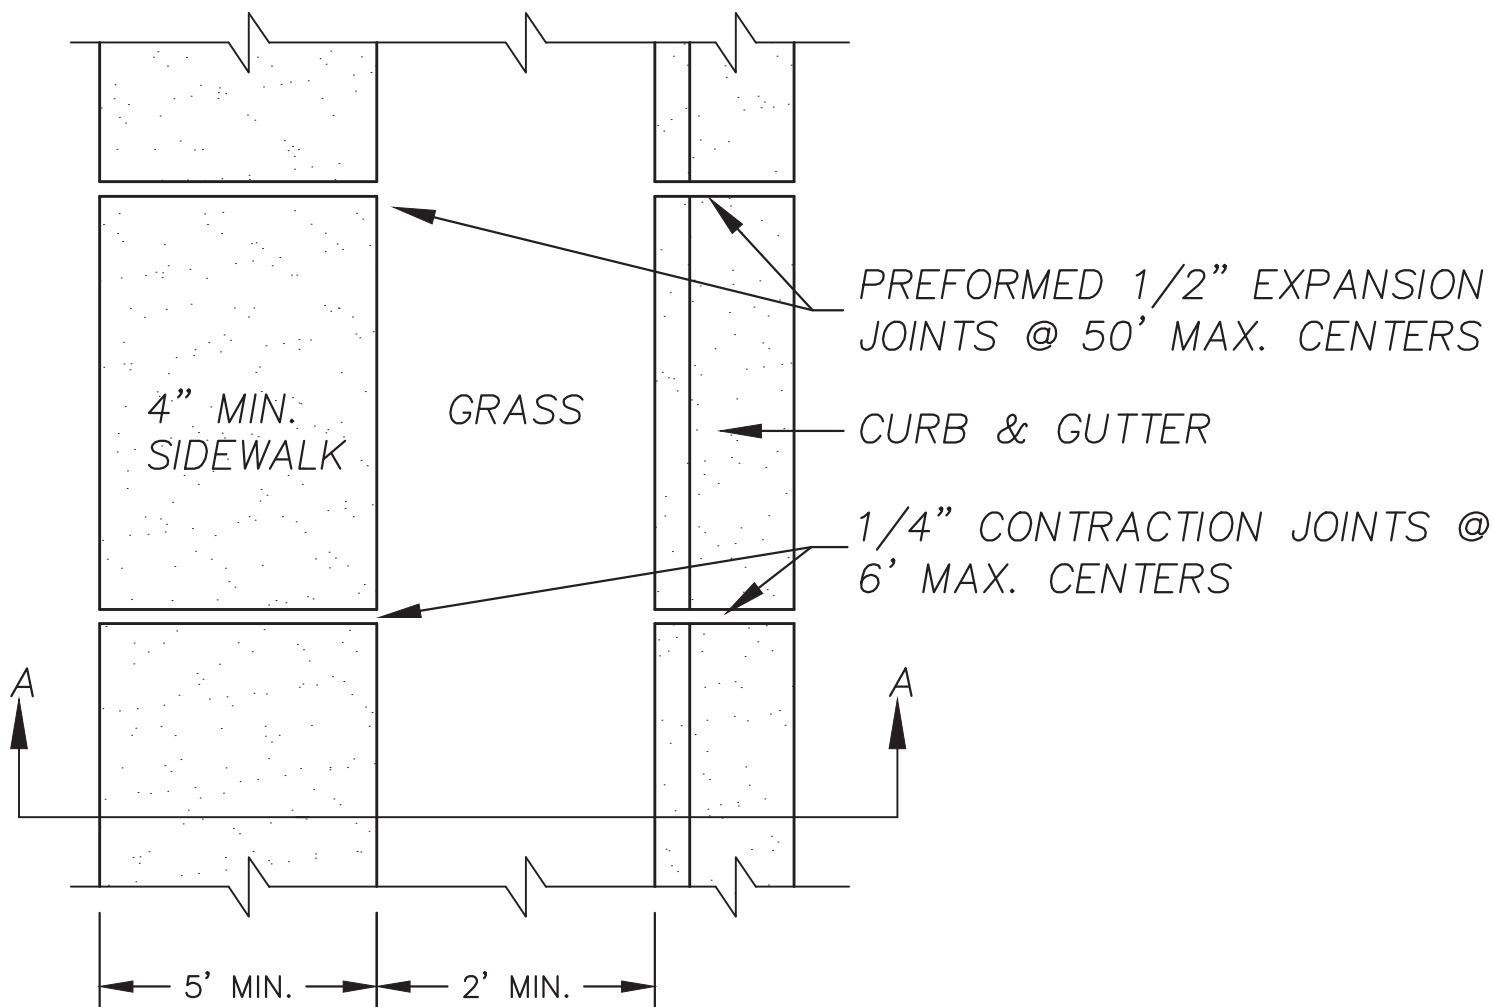 PREFORMED 1/2” EXPANSION
JOINTS @ 50’ MAX. CENTERS
4” MIN.
SIDEWALK
GRASS
CURB & GUTTER
1/4” CONTRACTION JOINTS @
6’ MAX. CENTERS
A
A
5’ MIN.
2’ MIN.